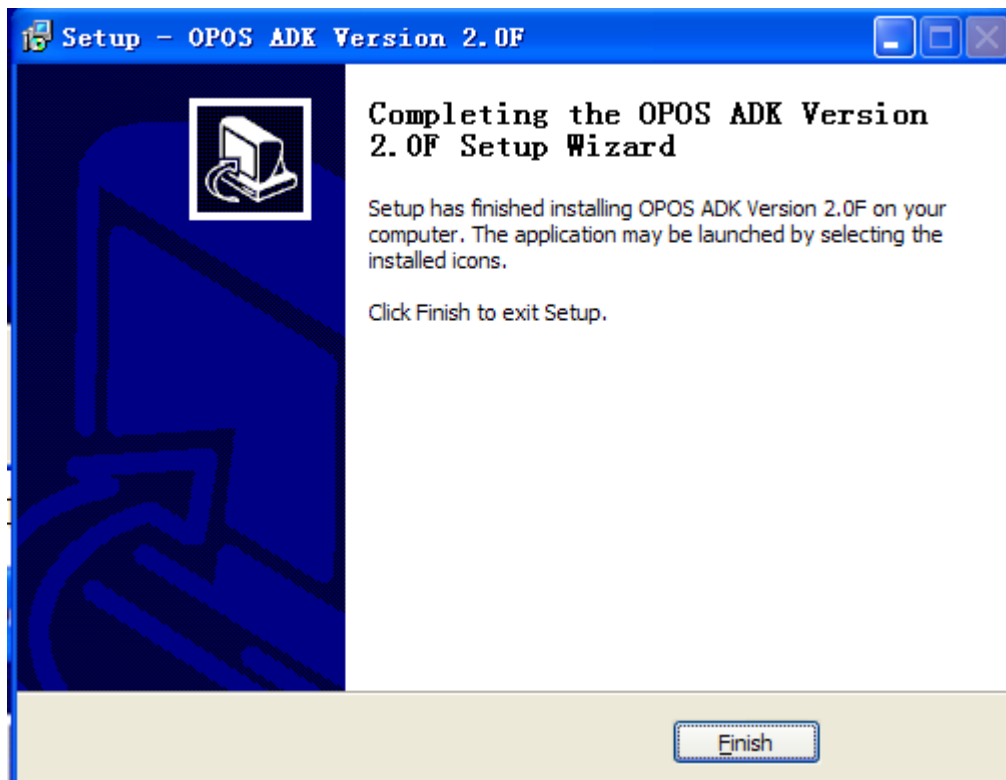 Setup - OPOS ADK Version 2.0F
Completing the OPOS ADK Version
2.0F Setup Wizard
Setup has finished installing OPOS ADK Version 2.0F on your
computer. The application may be launched by selecting the
installed icons.
Click Finish to exit Setup.
Finish